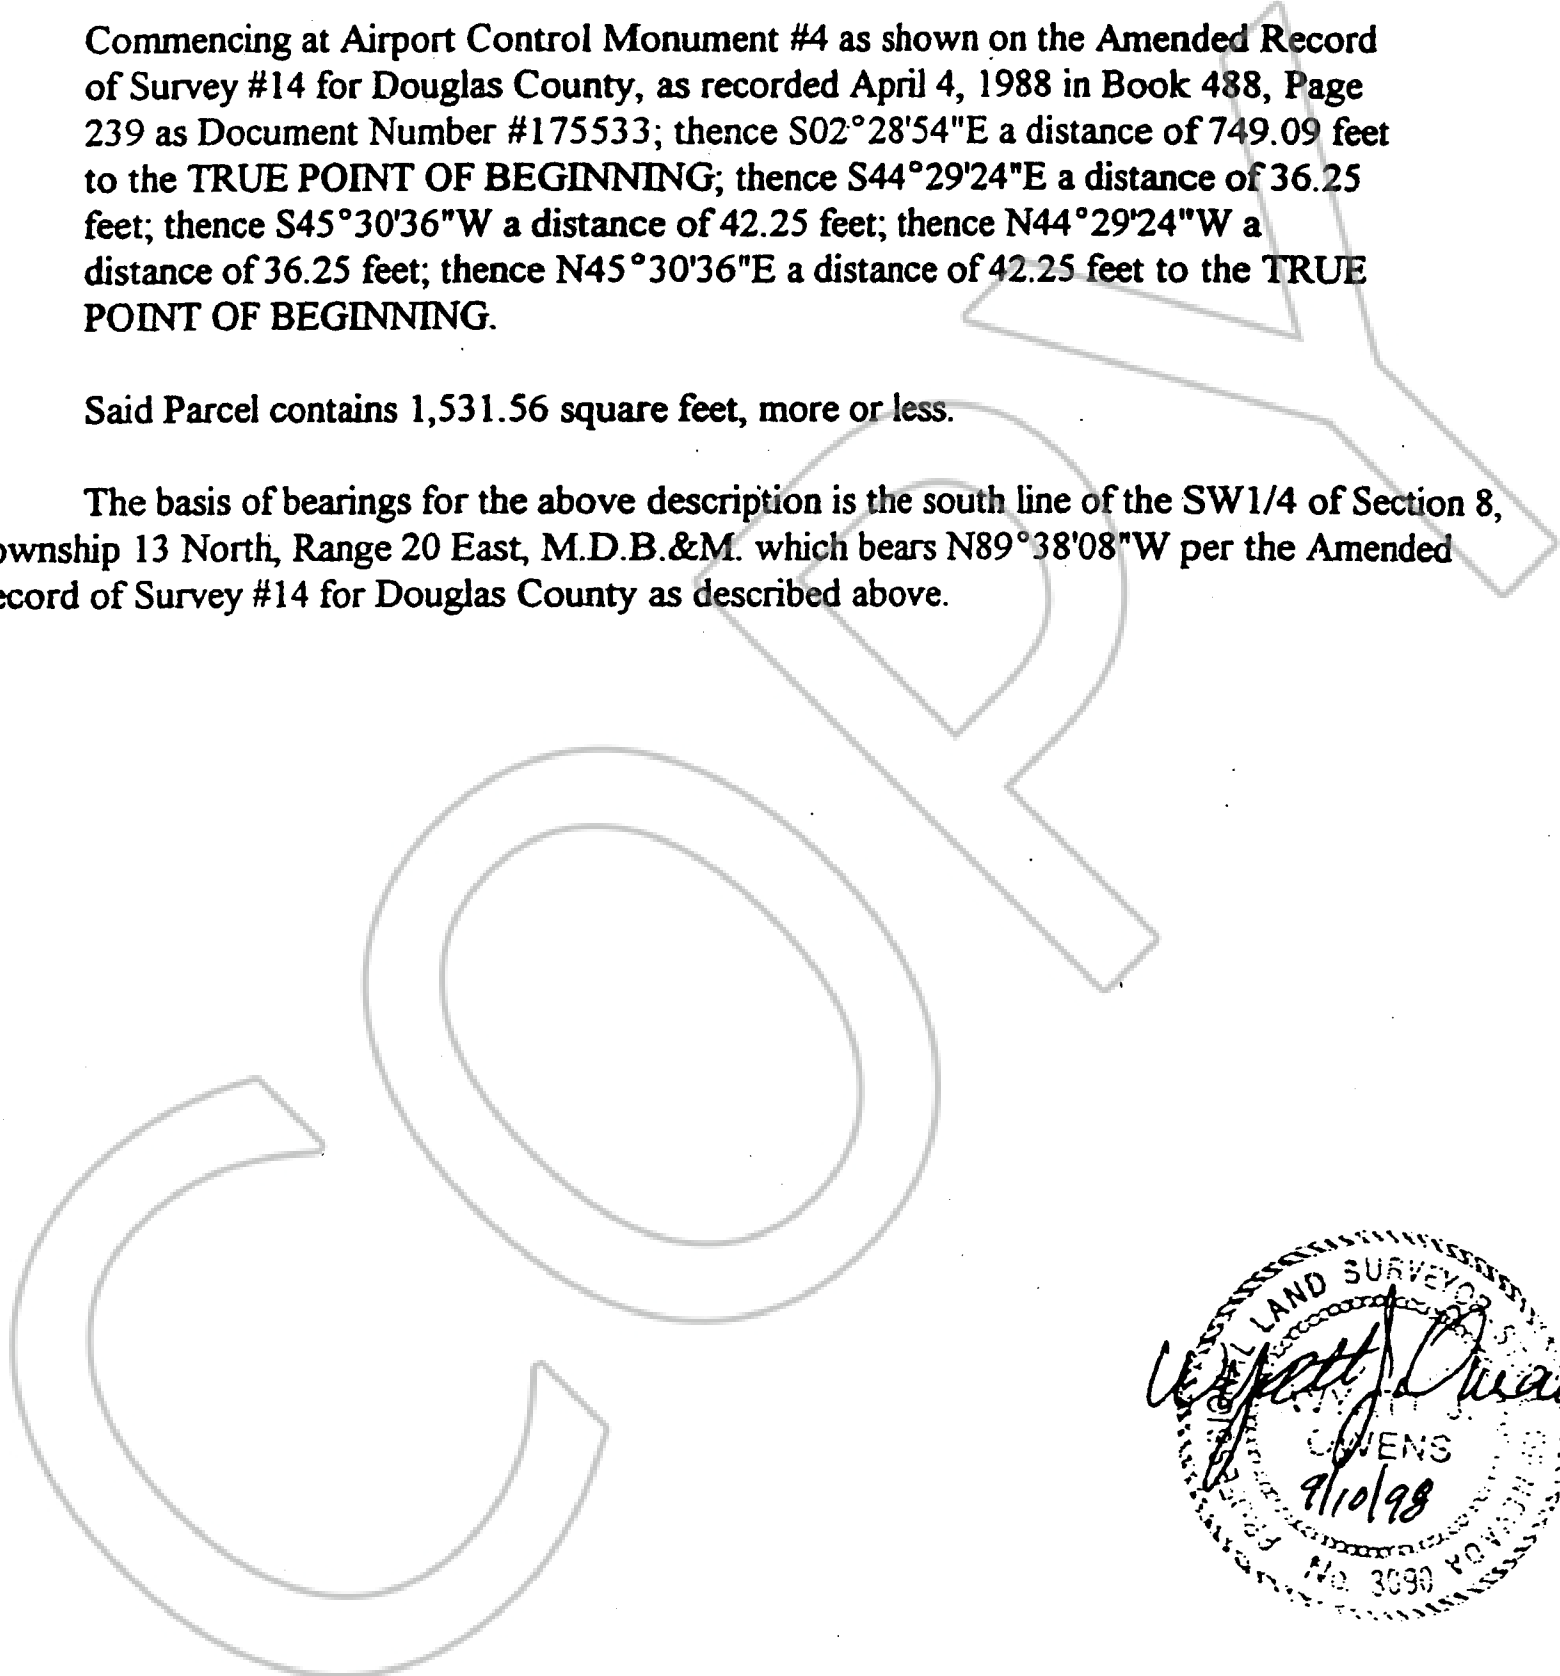 Commencing at Airport Control Monument #4 as shown on the Amended Record
of Survey #14 for Douglas County, as recorded April 4, 1988 in Book 488, Page
239 as Document Number #175533; thence S02°28'54"E a distance of 749.09 feet
to the TRUE POINT OF BEGINNING; thence S44°29'24"E a distance of 36.25
feet; thence S45°30'36"W a distance of 42.25 feet; thence N44°29'24"W a
distance of 36.25 feet; thence N45°30'36"E a distance of 42.25 feet to the TRUE
POINT OF BEGINNING.
Said Parcel contains 1,531.56 square feet, more or less.
The basis of bearings for the above description is the south line of the SW1/4 of Section 8,
ownship 13 North, Range 20 East, M.D.B.&M. which bears N89°38'08"W per the Amended
ecord of Survey #14 for Douglas County as described above.
COPY
LAND SURVEYOR
OWENS
9/10/98
NEVADA
No. 3090